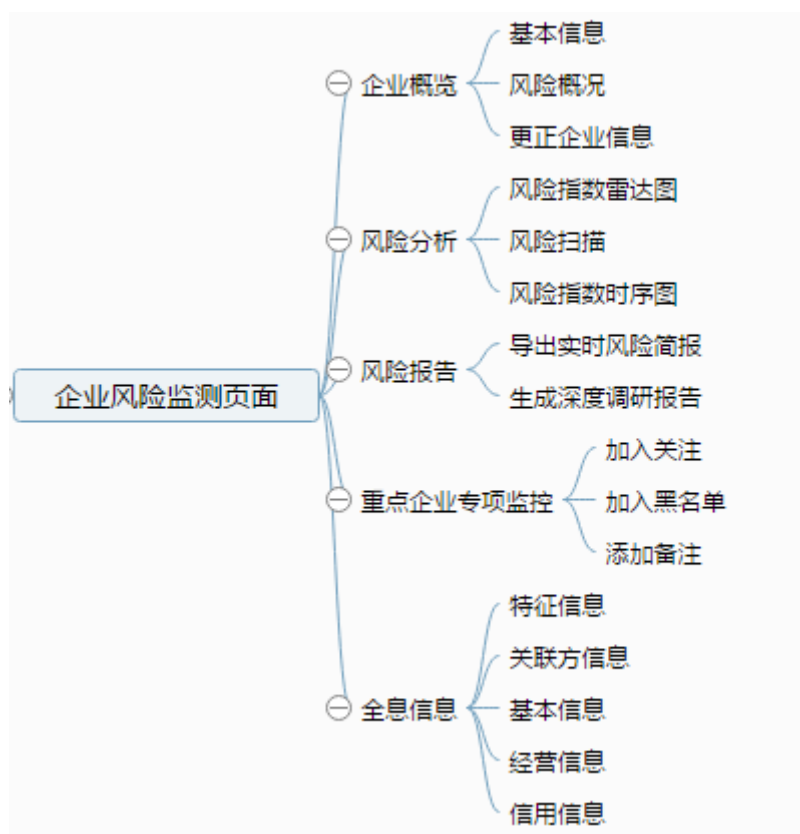 企业风险监测页面
企业概览
基本信息
风险概况
更正企业信息
风险分析
风险指数雷达图
风险扫描
风险指数时序图
风险报告
导出实时风险简报
生成深度调研报告
重点企业专项监控
加入关注
加入黑名单
添加备注
全息信息
特征信息
关联方信息
基本信息
经营信息
信用信息